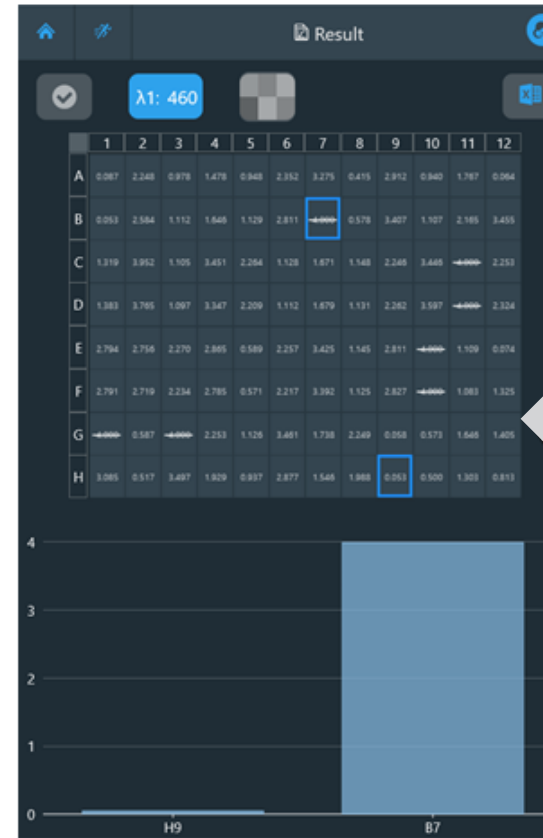 Result
λ1: 460
1 2 3 4 5 6 7 8 9 10 11 12
A 0.087 2.248 0.978 1.478 0.948 2.352 3.275 0.415 2.912 0.940 1.767 0.064
B 0.053 2.584 1.112 1.646 1.129 2.811 4.000 0.578 3.407 1.107 2.165 3.455
C 1.319 3.952 1.105 3.451 2.264 1.128 1.671 1.148 2.246 3.446 4.000 2.253
D 1.383 3.765 1.097 3.347 2.209 1.112 1.679 1.131 2.262 3.597 4.000 2.324
E 2.794 2.756 2.270 2.865 0.589 2.257 3.425 1.145 2.811 4.000 1.109 0.074
F 2.791 2.719 2.234 2.785 0.571 2.217 3.392 1.125 2.827 4.000 1.083 1.325
G 4.000 0.587 4.000 2.253 1.126 3.461 1.738 2.249 0.058 0.573 1.646 1.405
H 3.085 0.517 3.497 1.929 0.937 2.877 1.546 1.988 0.053 0.500 1.303 0.813
4
3
2
1
0
H9 B7